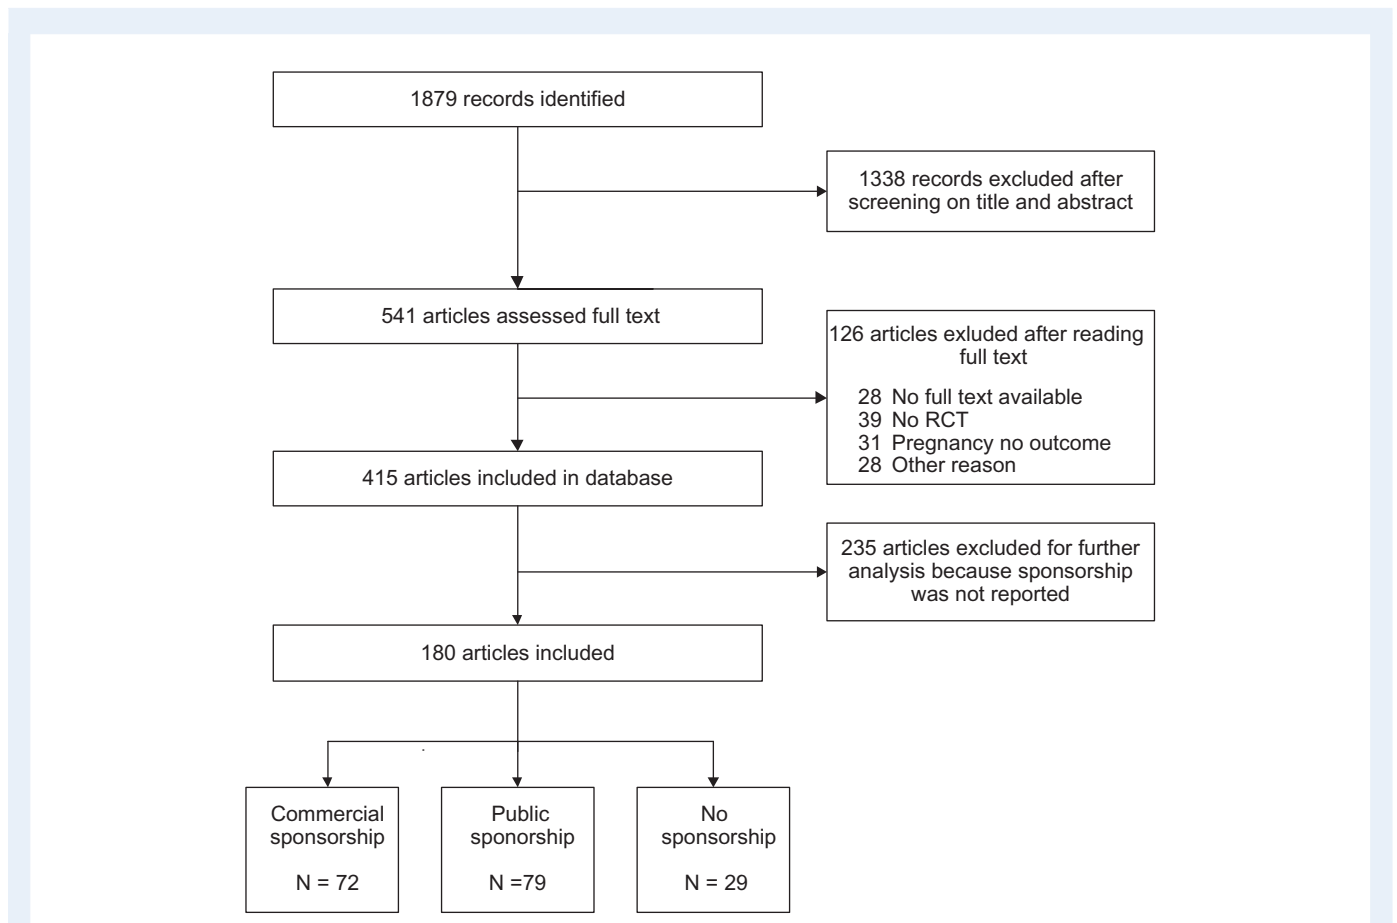 1879 records identified
1338 records excluded after
screening on title and abstract
541 articles assessed full text
126 articles exluded after reading
full text
28 No full text available
39 No RCT
31 Pregnancy no outcome
28 Other reason
415 articles included in database
235 articles excluded for further
analysis because sponsorship
was not reported
180 articles included
Commercial
sponsorship
N = 72
Public
sponorship
N =79
No
sponsorship
N = 29